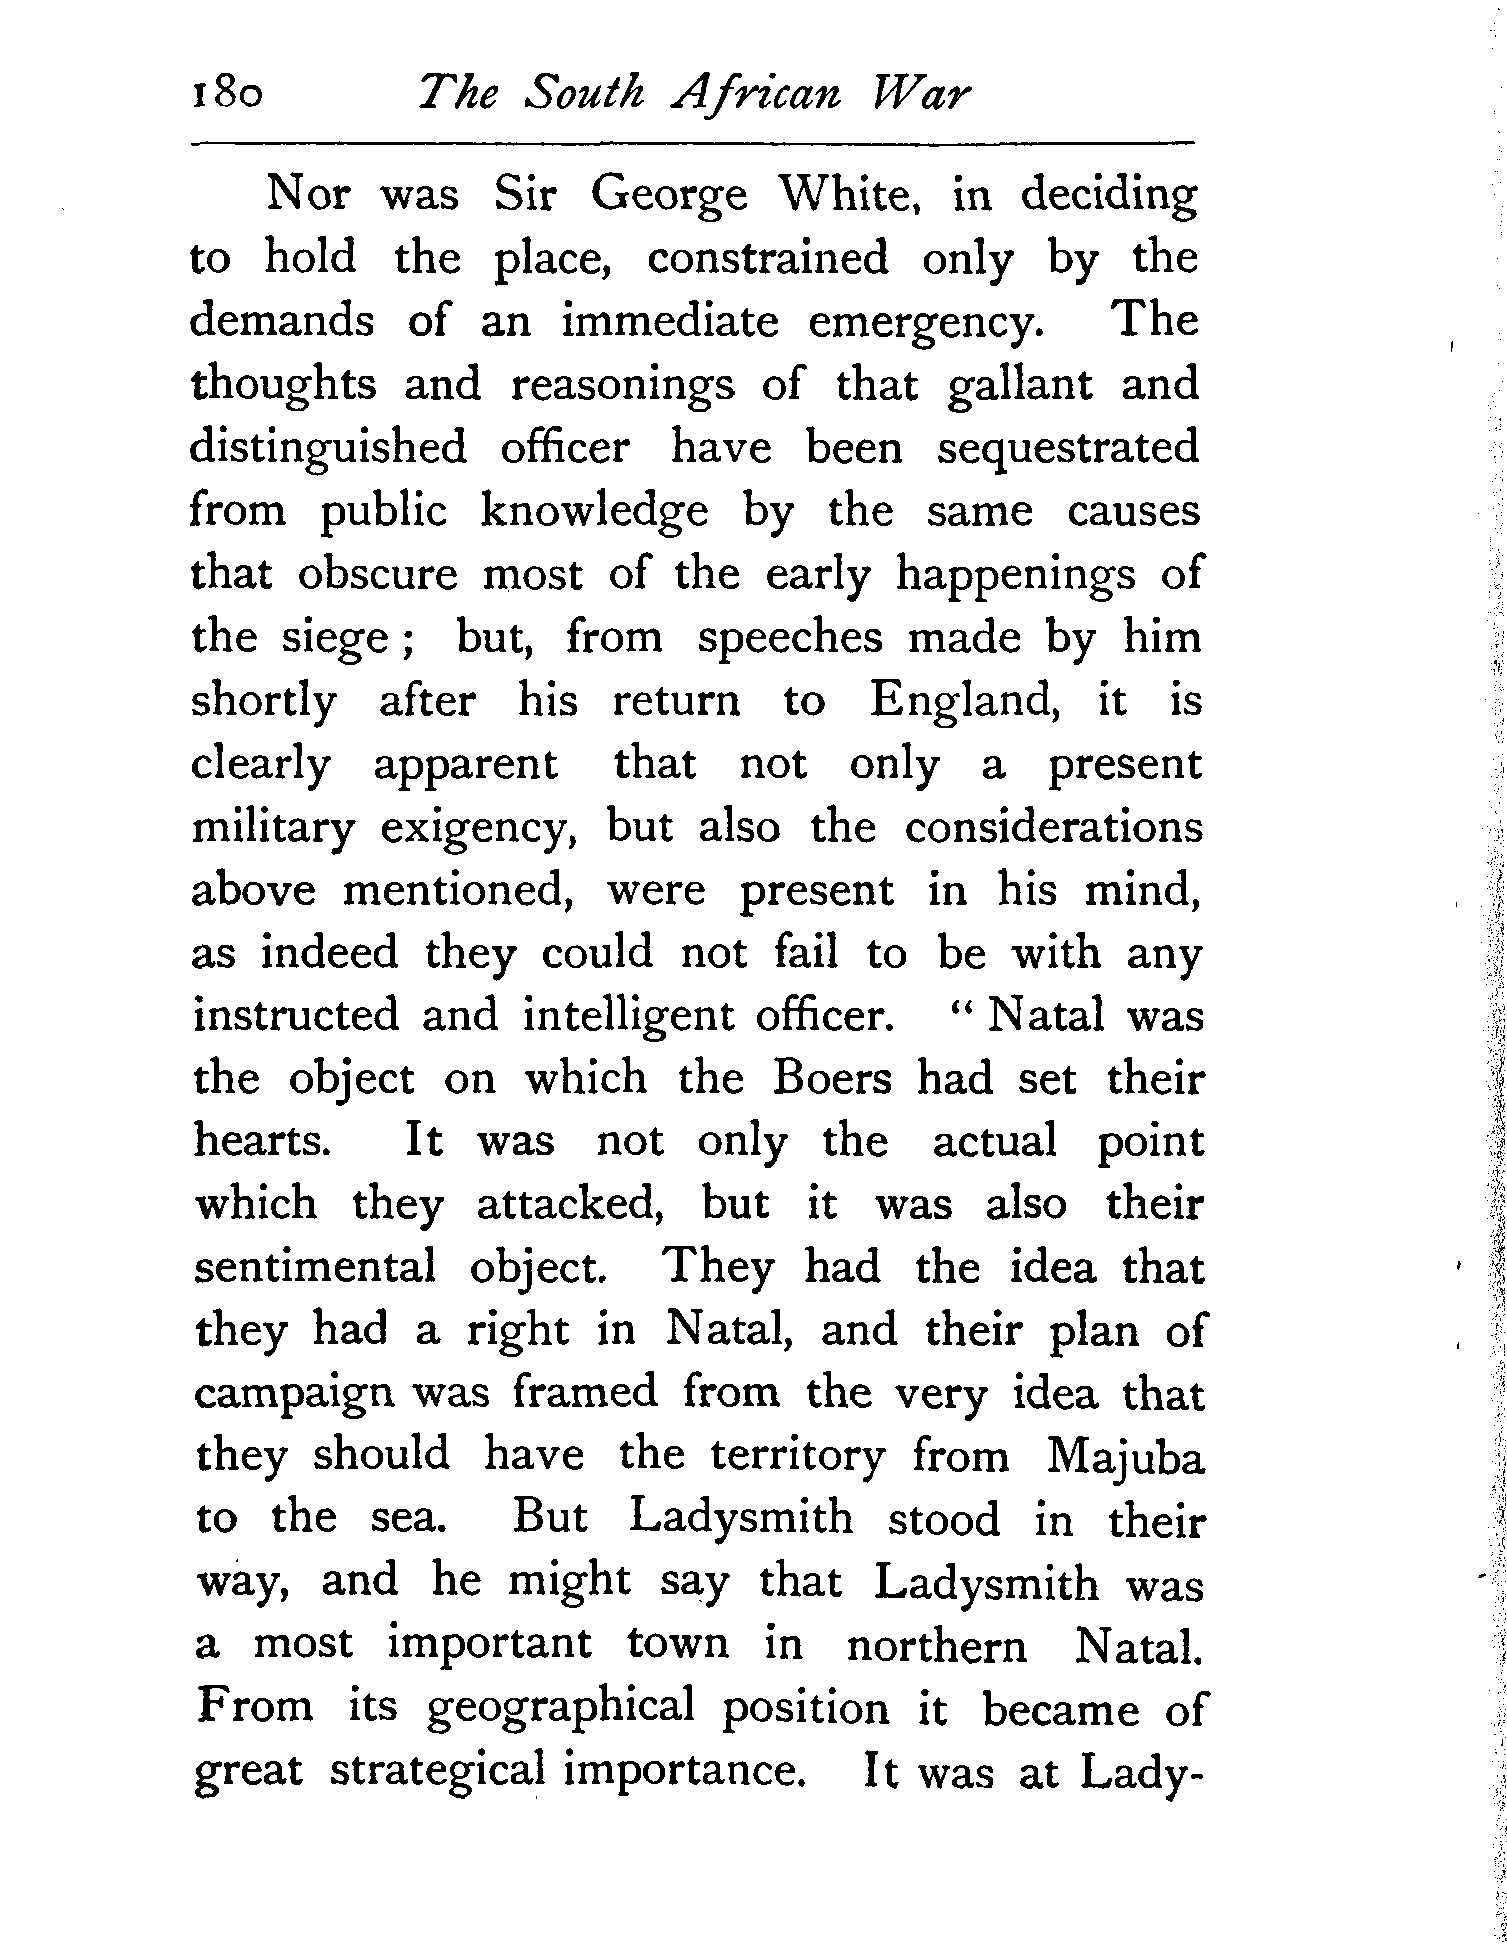 180 The South African War
Nor was Sir George White, in deciding
to hold the place, constrained only by the
demands of an immediate emergency. The
thoughts and reasonings of that gallant and
distinguished officer have been sequestrated
from public knowledge by the same causes
that obscure most of the early happenings of
the siege ; but, from speeches made by him
shortly after his return to England, it is
clearly apparent that not only a present
military exigency, but also the considerations
above mentioned, were present in his mind,
as indeed they could not fail to be with any
instructed and intelligent officer. “ Natal was
the object on which the Boers had set their
hearts. It was not only the actual point
which they attacked, but it was also their
sentimental object. They had the idea that
they had a right in Natal, and their plan of
campaign was framed from the very idea that
they should have the territory from Majuba
to the sea. But Ladysmith stood in their
way, and he might say that Ladysmith was
a most important town in northern Natal.
From its geographical position it became of
great strategical importance. It was at Lady-